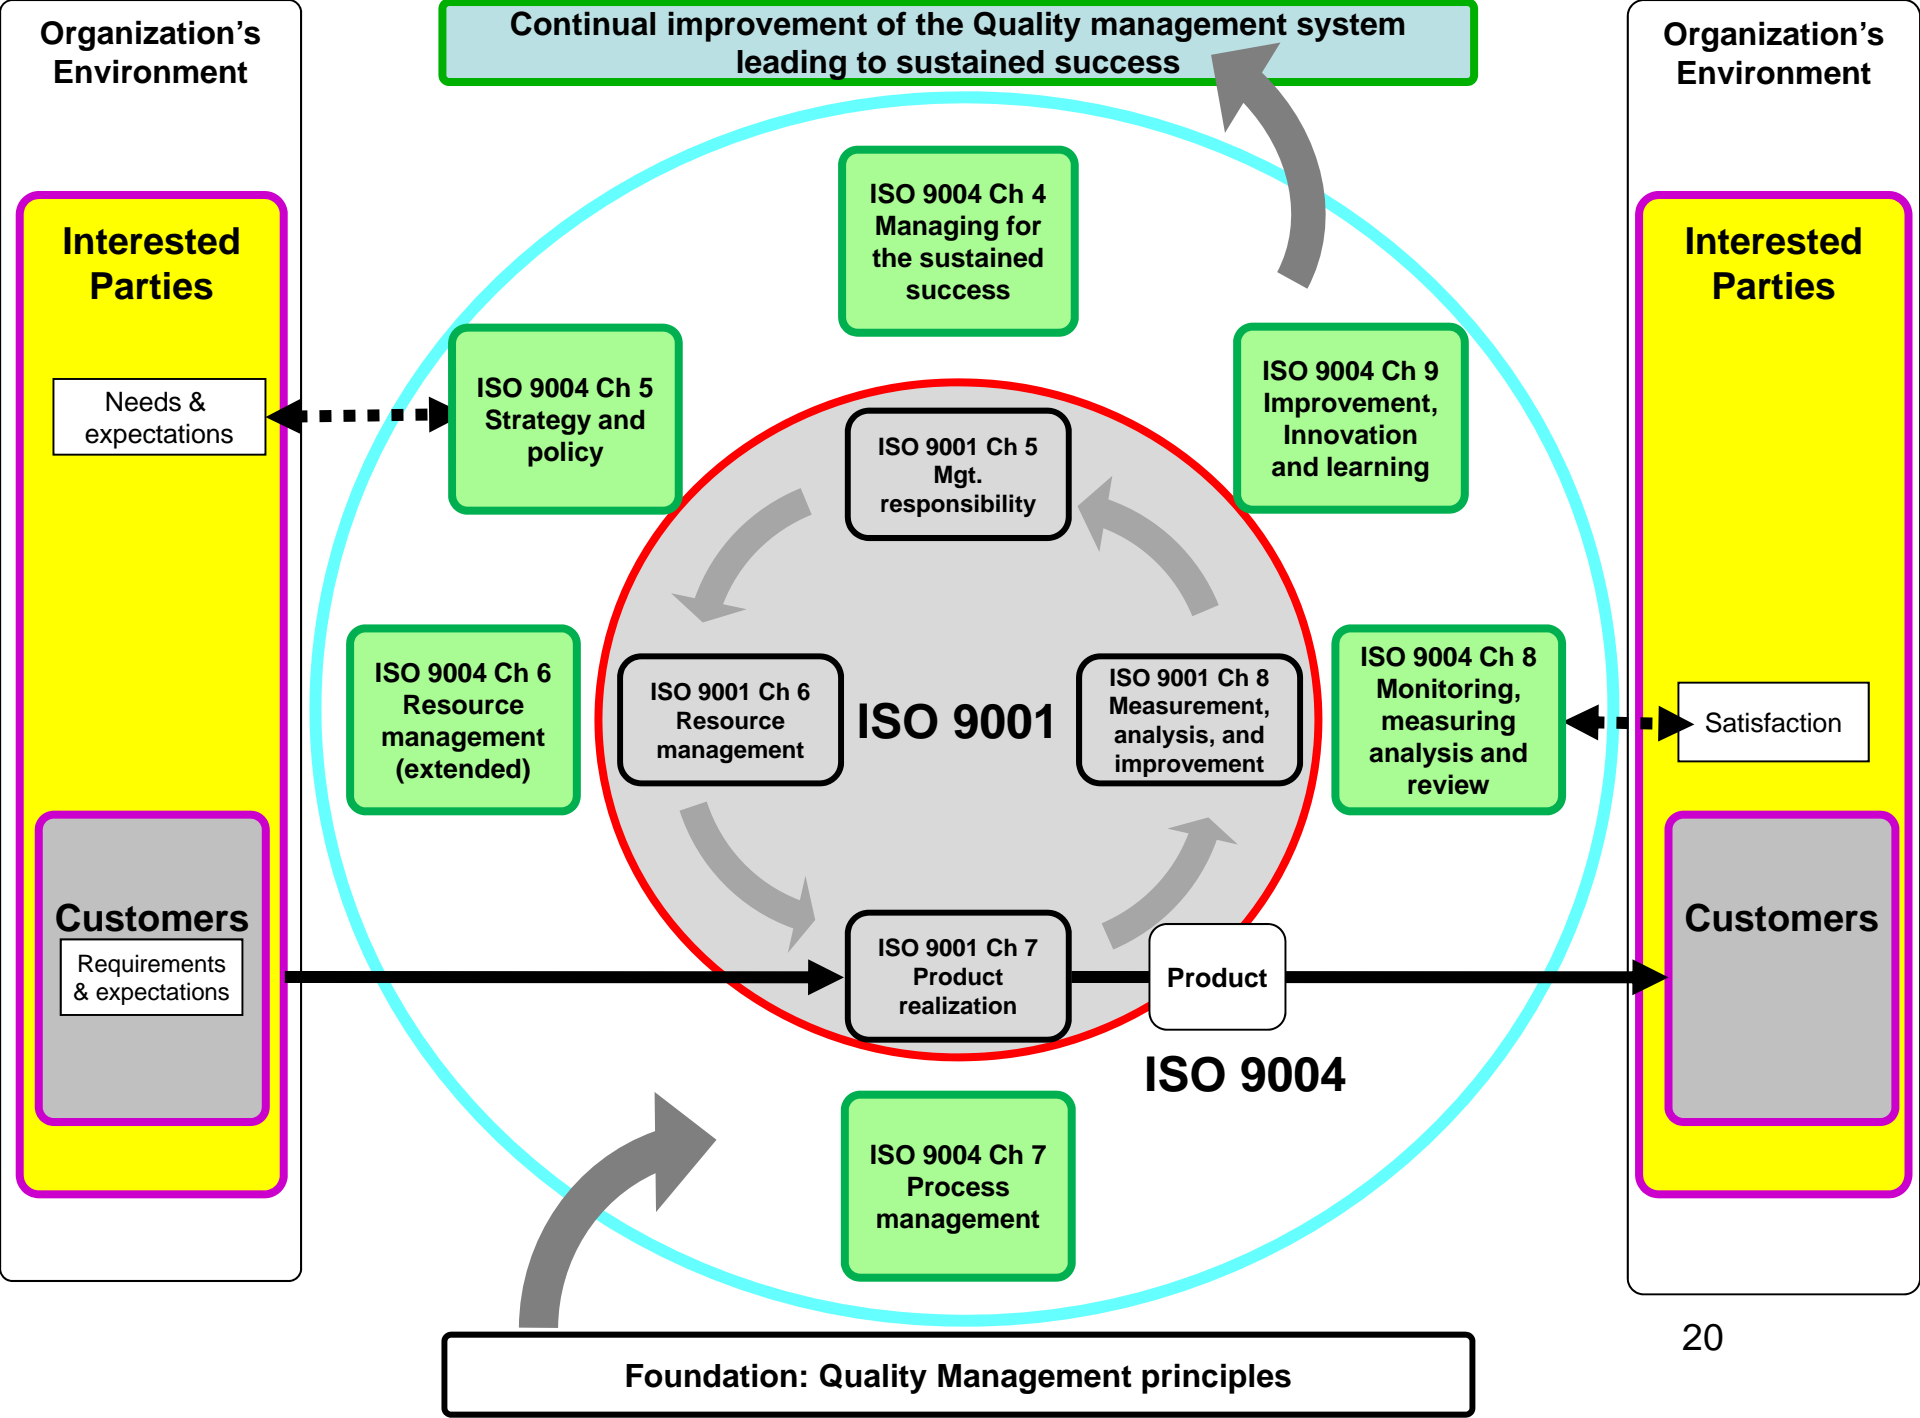 Organization’s
Environment
Continual improvement of the Quality management system
leading to sustained success
Organization’s
Environment
Interested
Parties
Needs &
expectations
Customers
Requirements
& expectations
ISO 9004 Ch 4
Managing for
the sustained
success
ISO 9004 Ch 5
Strategy and
policy
ISO 9004 Ch 9
Improvement,
Innovation
and learning
ISO 9001 Ch 5
Mgt.
responsibility
ISO 9004 Ch 6
Resource
management
(extended)
ISO 9001 Ch 6
Resource
management
ISO 9001
ISO 9001 Ch 8
Measurement,
analysis, and
improvement
ISO 9004 Ch 8
Monitoring,
measuring
analysis and
review
ISO 9001 Ch 7
Product
realization
Product
ISO 9004
ISO 9004 Ch 7
Process
management
Interested
Parties
Satisfaction
Customers
Foundation: Quality Management principles
20